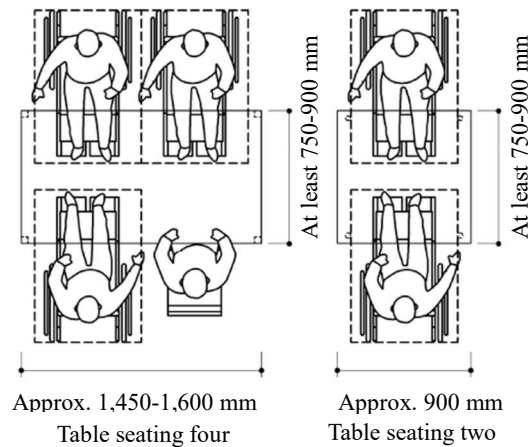 At least 750-900 mm
At least 750-900 mm
Approx. 1,450-1,600 mm
Table seating four
Approx. 900 mm
Table seating two